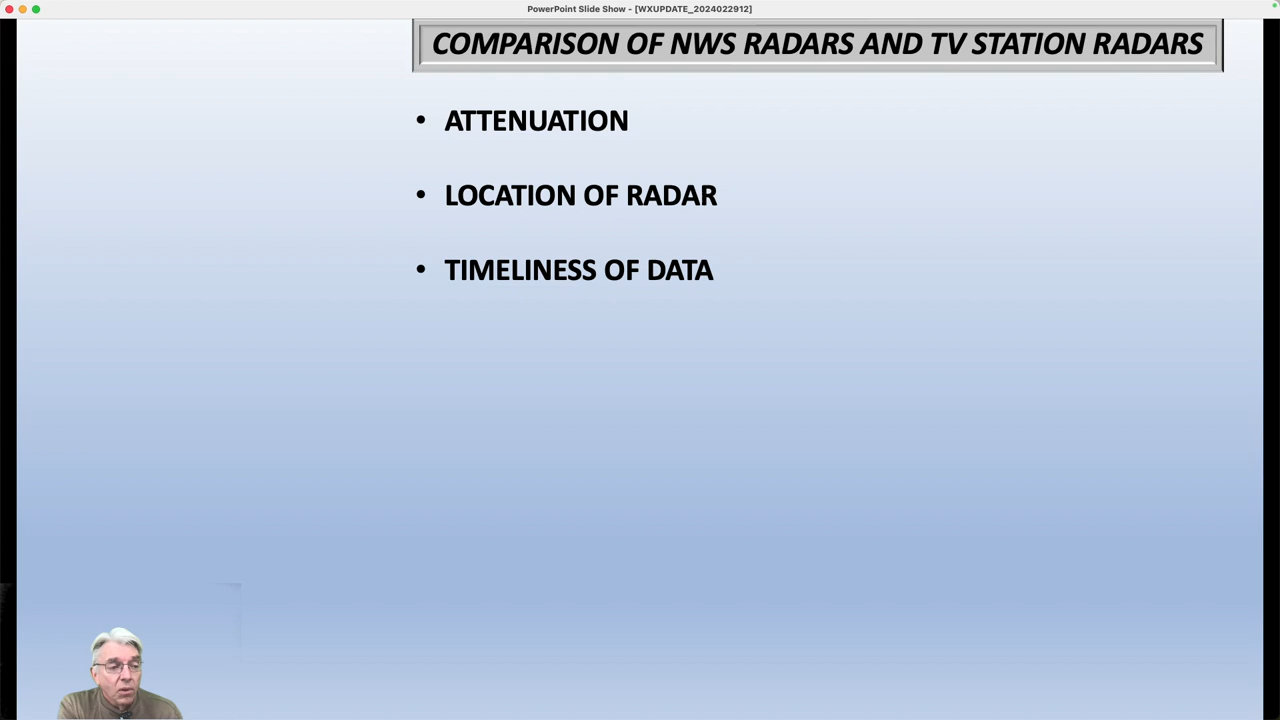 PowerPoint Slide Show - [WXUPDATE_2024022912]
COMPARISON OF NWS RADARS AND TV STATION RADARS
• ATTENUATION
• LOCATION OF RADAR
• TIMELINESS OF DATA